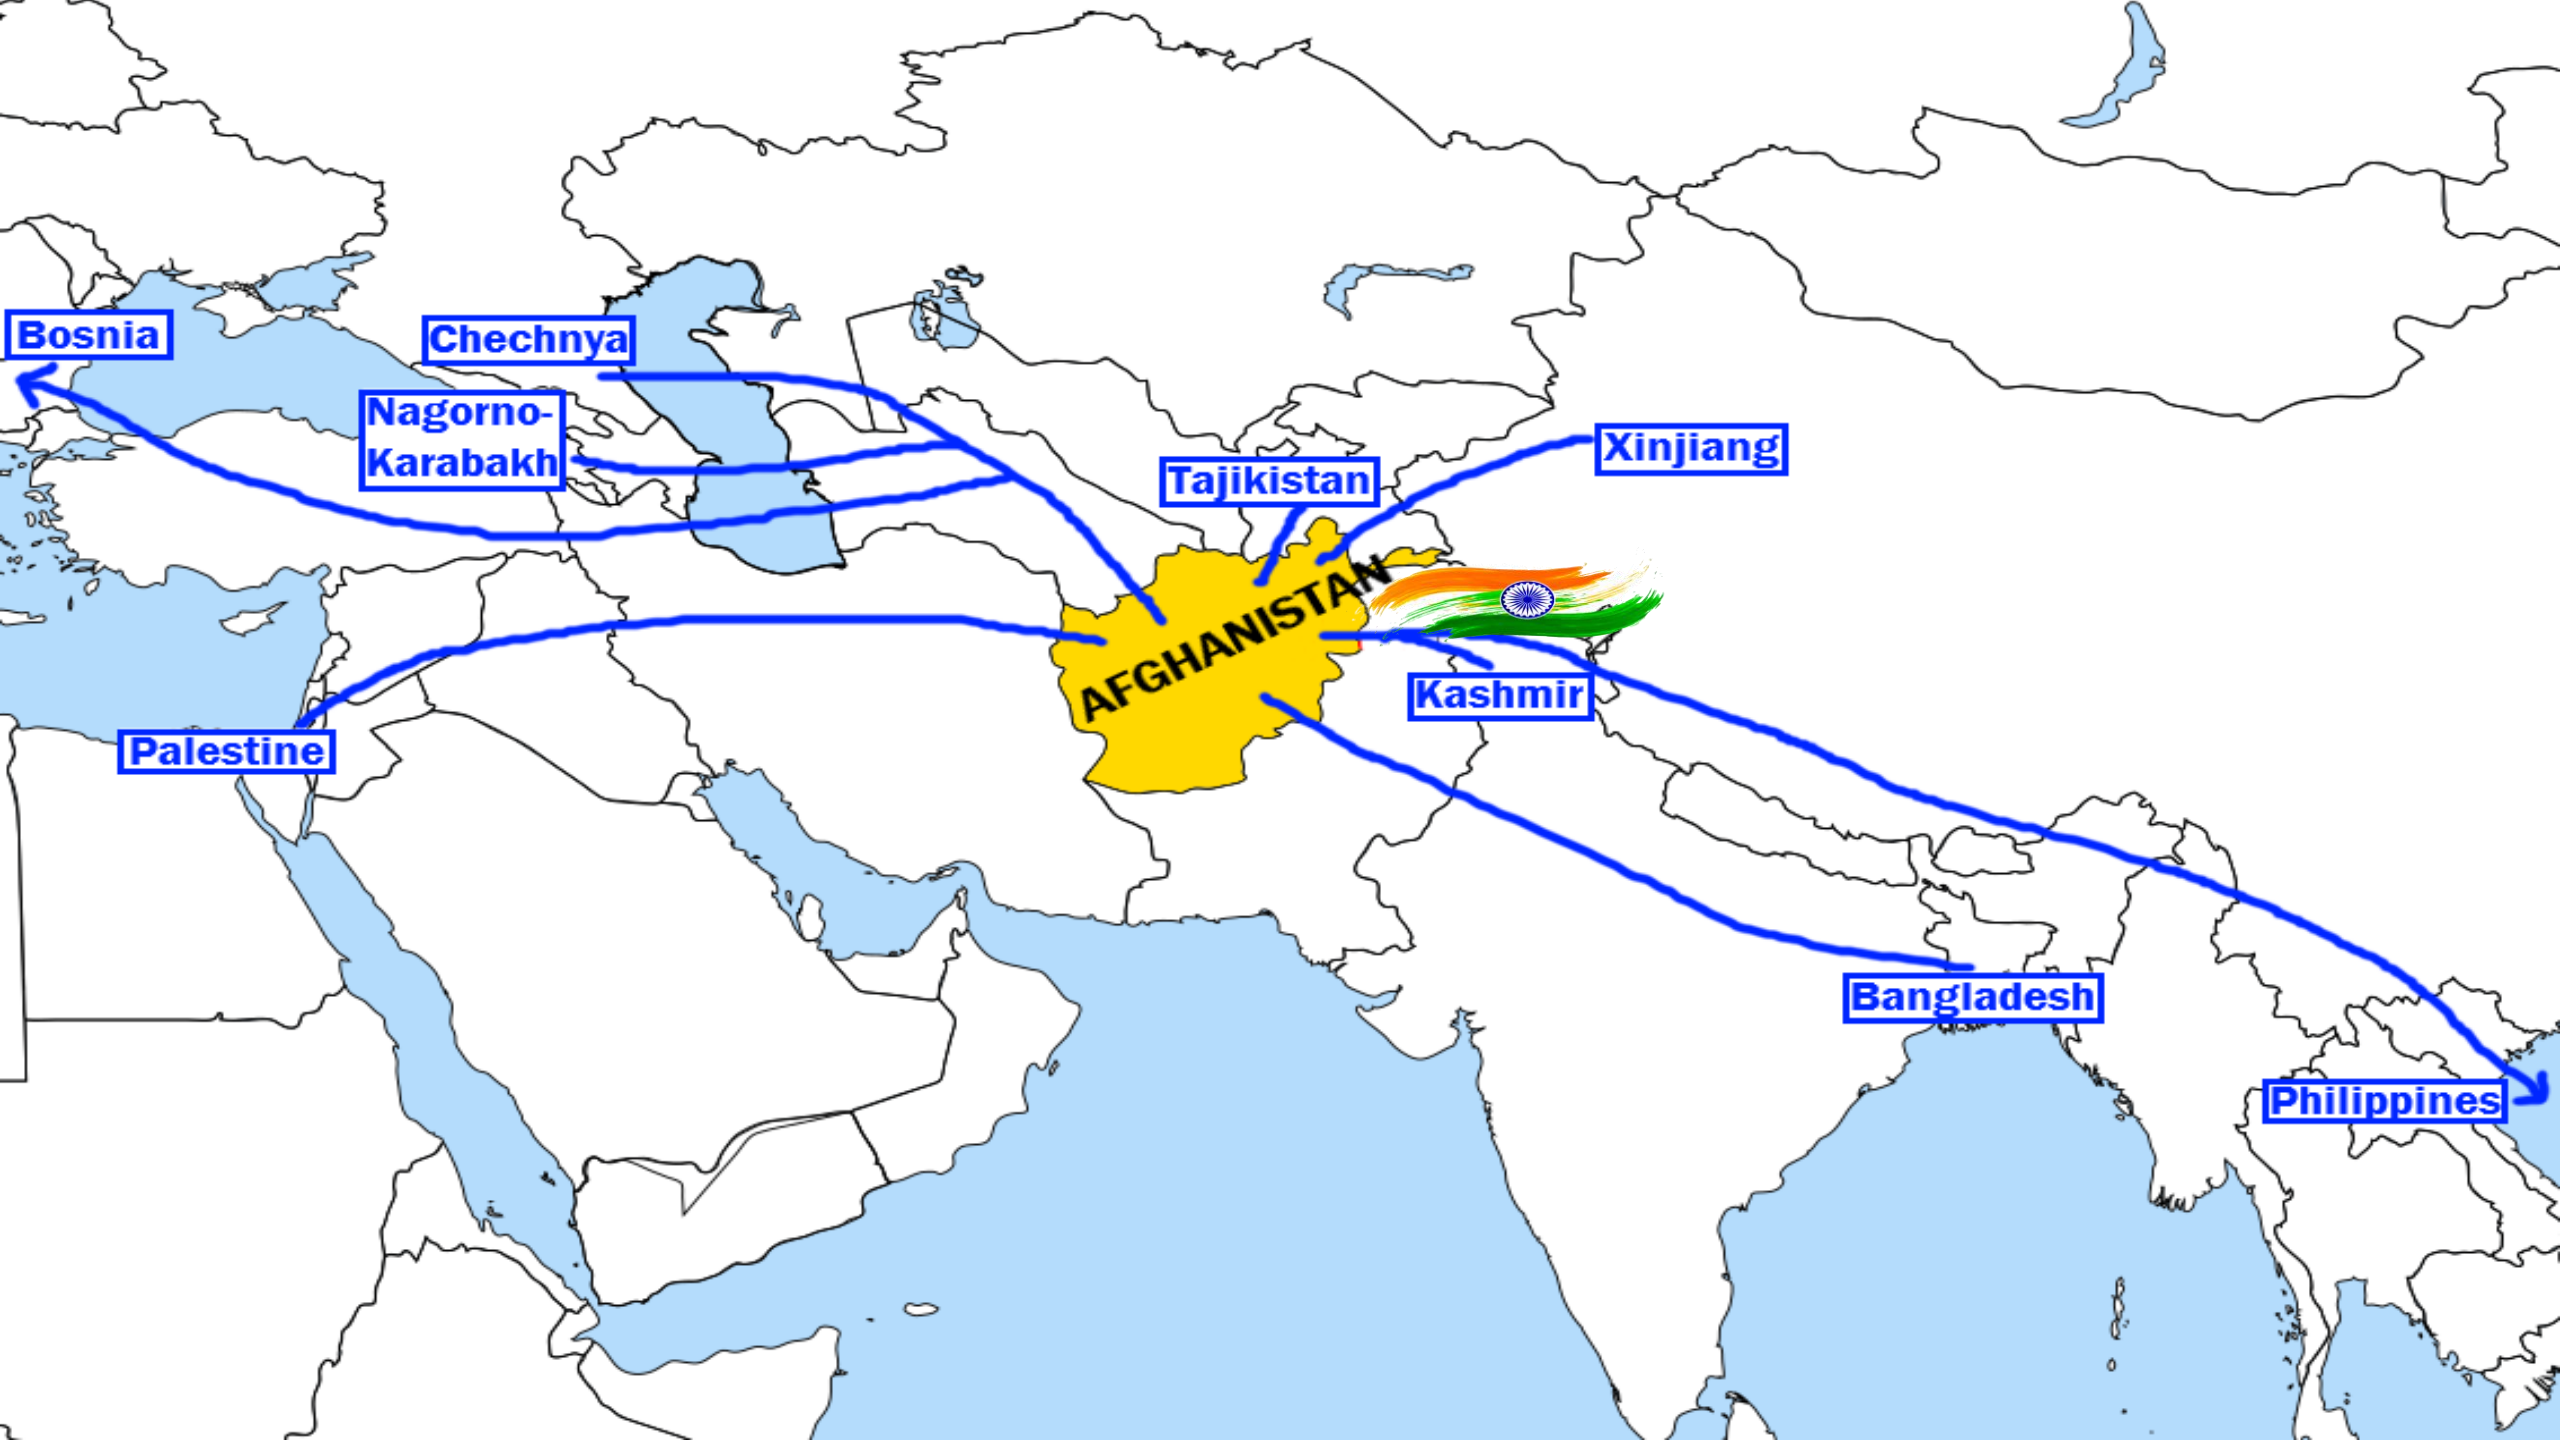 Bosnia
Chechnya
Nagorno-
Karabakh
Xinjiang
Tajikistan
AFGHANISTAN
Kashmir
Palestine
Bangladesh
Philippines